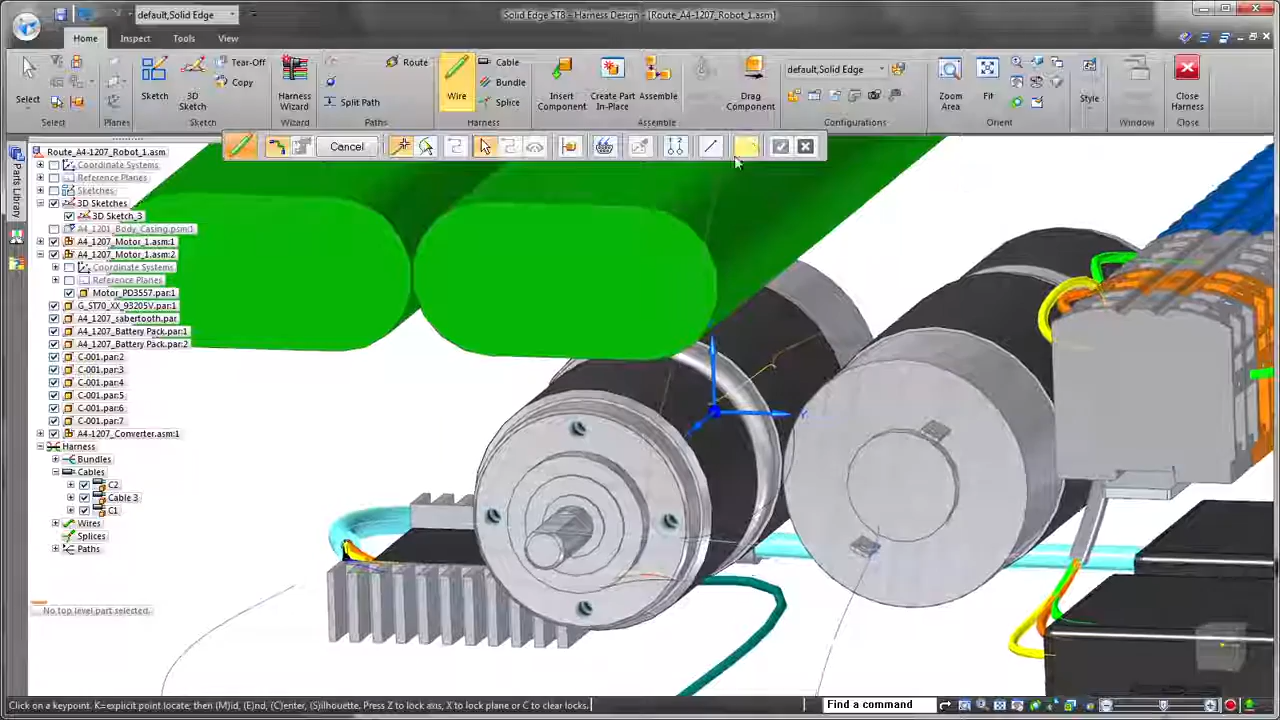 default,Solid Edge
Solid Edge ST8 - Harness Design - [Route_A4-1207_Robot_1.asm]
Home Inspect Tools View
Select
Sketch
3D Sketch
Tear-Off
Copy
Harness Wizard
Route
Split Path
Wire
Cable
Bundle
Splice
Insert Component
Create Part In-Place
Assemble
Drag Component
default,Solid Edge
Zoom Area
Fit
Style
Close Harness
Select Planes Sketch Wizard Paths Harness Assemble Configurations Orient Window Close
Cancel
Parts Library
Route_A4-1207_Robot_1.asm
Coordinate Systems
Reference Planes
Sketches
3D Sketches
3D Sketch_3
A4_1201_Body_Casing.psm:1
A4_1207_Motor_1.asm:1
A4_1207_Motor_1.asm:2
Coordinate Systems
Reference Planes
Motor_PD3557.par:1
G_ST70_XX_93205V.par:1
A4_1207_sabertooth.par
A4_1207_Battery Pack.par:1
A4_1207_Battery Pack.par:2
C-001.par:2
C-001.par:3
C-001.par:4
C-001.par:5
C-001.par:6
C-001.par:7
A4-1207_Converter.asm:1
Harness
Bundles
Cables
C2
Cable 3
C1
Wires
Splices
Paths
No top level part selected.
Y
Click on a keypoint. K=explicit point locate; then (M)id, (E)nd, (C)enter, (S)ilhouette. Press Z to lock axis, X to lock plane or C to clear locks.
Find a command